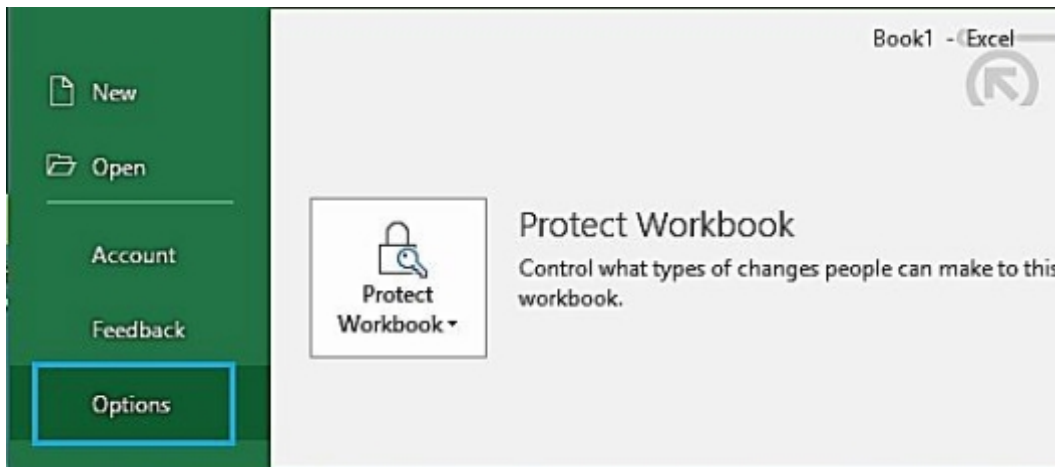 Book1 - Excel
New
Open
Account
Feedback
Options
Protect
Workbook
Protect Workbook
Control what types of changes people can make to this
workbook.